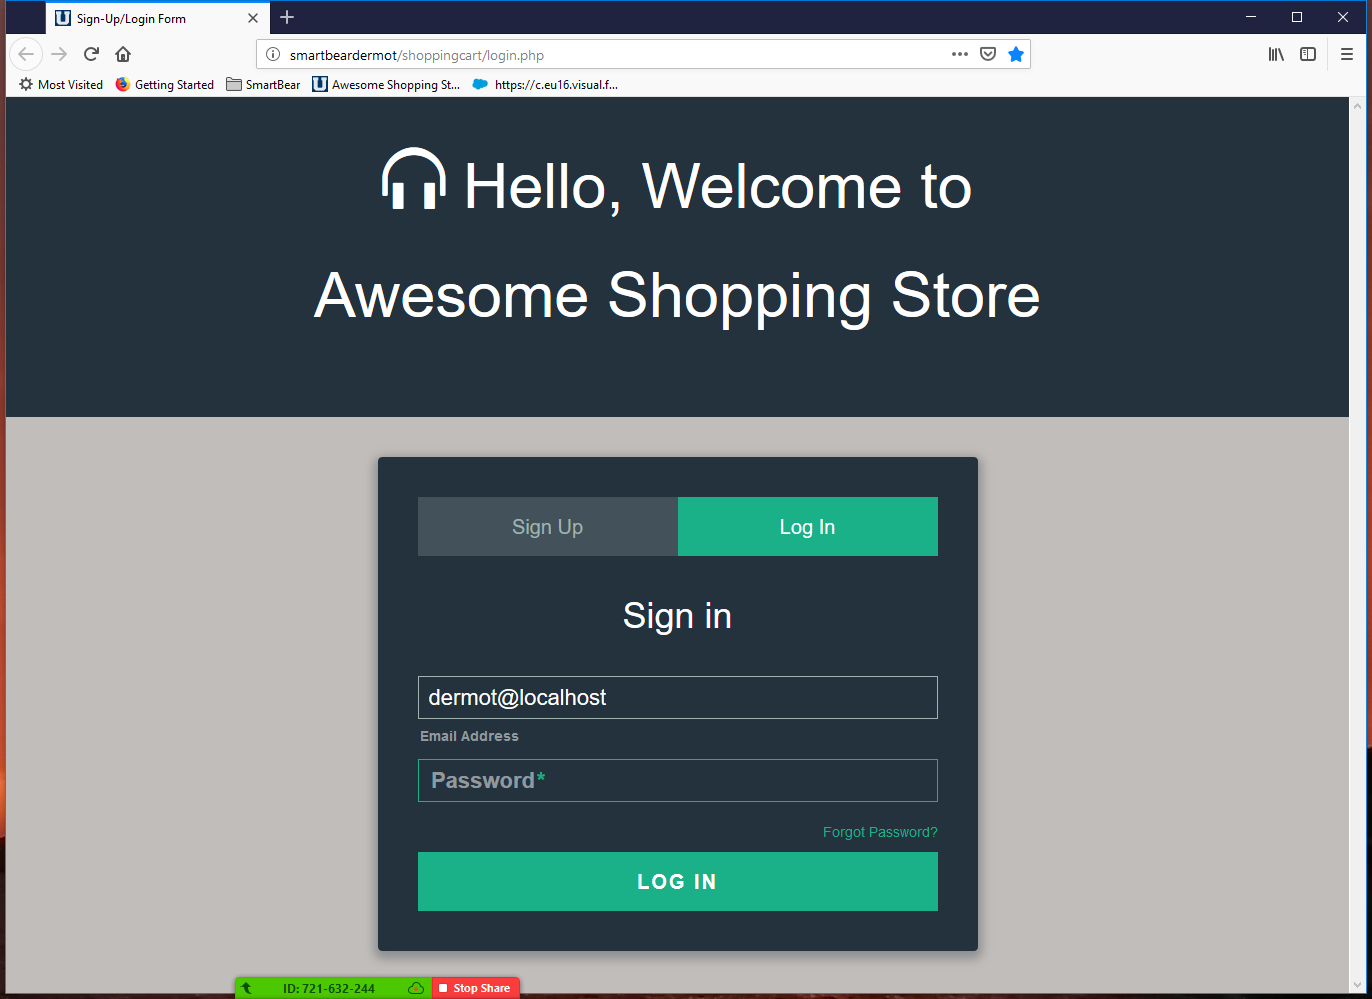 Sign-Up/Login Form
smartbeardermot/shoppingcart/login.php
Most Visited Getting Started SmartBear Awesome Shopping St... https://c.eu16.visual.f...
Hello, Welcome to
Awesome Shopping Store
Sign Up Log In
Sign in
dermot@localhost
Email Address
Password*
Forgot Password?
LOG IN
ID: 721-632-244 Stop Share